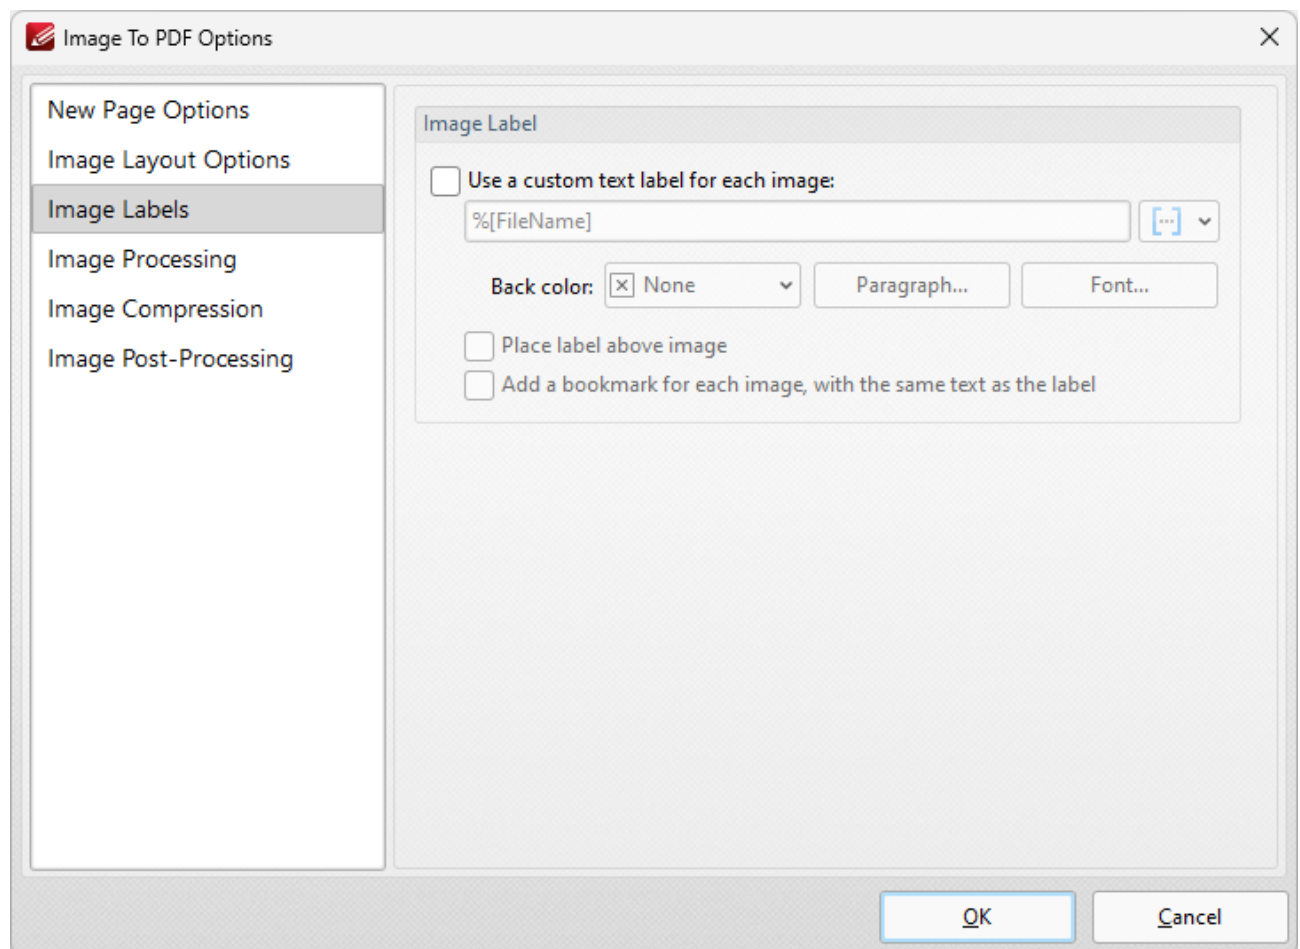 Image To PDF Options
New Page Options
Image Layout Options
Image Labels
Image Processing
Image Compression
Image Post-Processing
Image Label
Use a custom text label for each image:
%[FileName]
Back color: None Paragraph... Font...
Place label above image
Add a bookmark for each image, with the same text as the label
OK Cancel